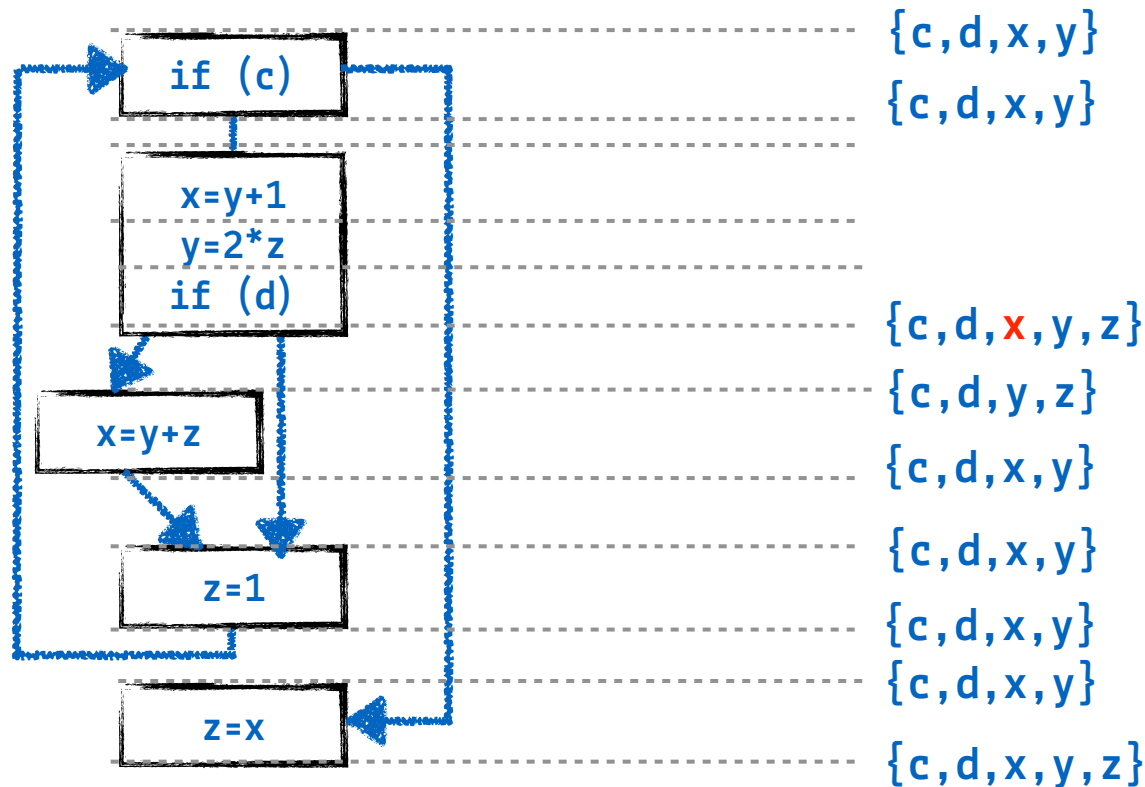 {c,d,x,y}
if (c)
{c,d,x,y}
x=y+1
y=2*z
if (d)
{c,d,x,y,z}
{c,d,y,z}
x=y+z
{c,d,x,y}
{c,d,x,y}
z=1
{c,d,x,y}
{c,d,x,y}
z=x
{c,d,x,y,z}